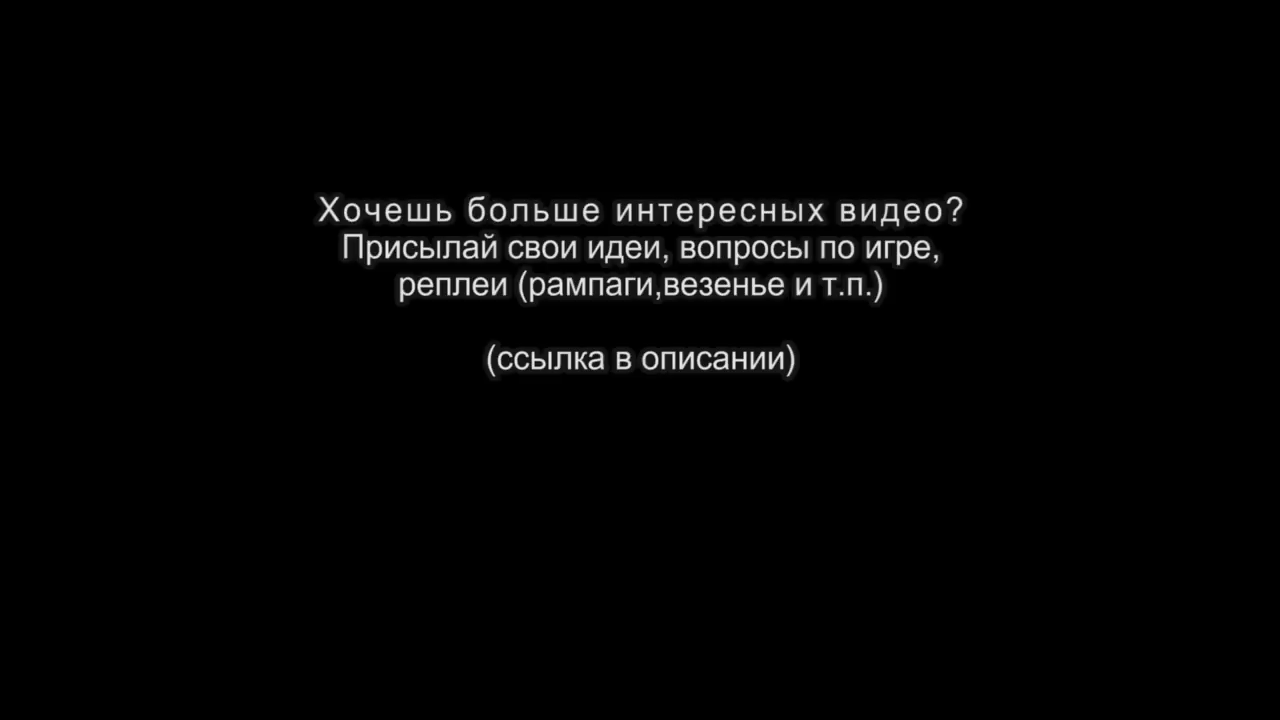 Хочешь больше интересных видео?
Присылай свои идеи, вопросы по игре,
реплеи (рампаги,везенье и т.п.)
(ссылка в описании)